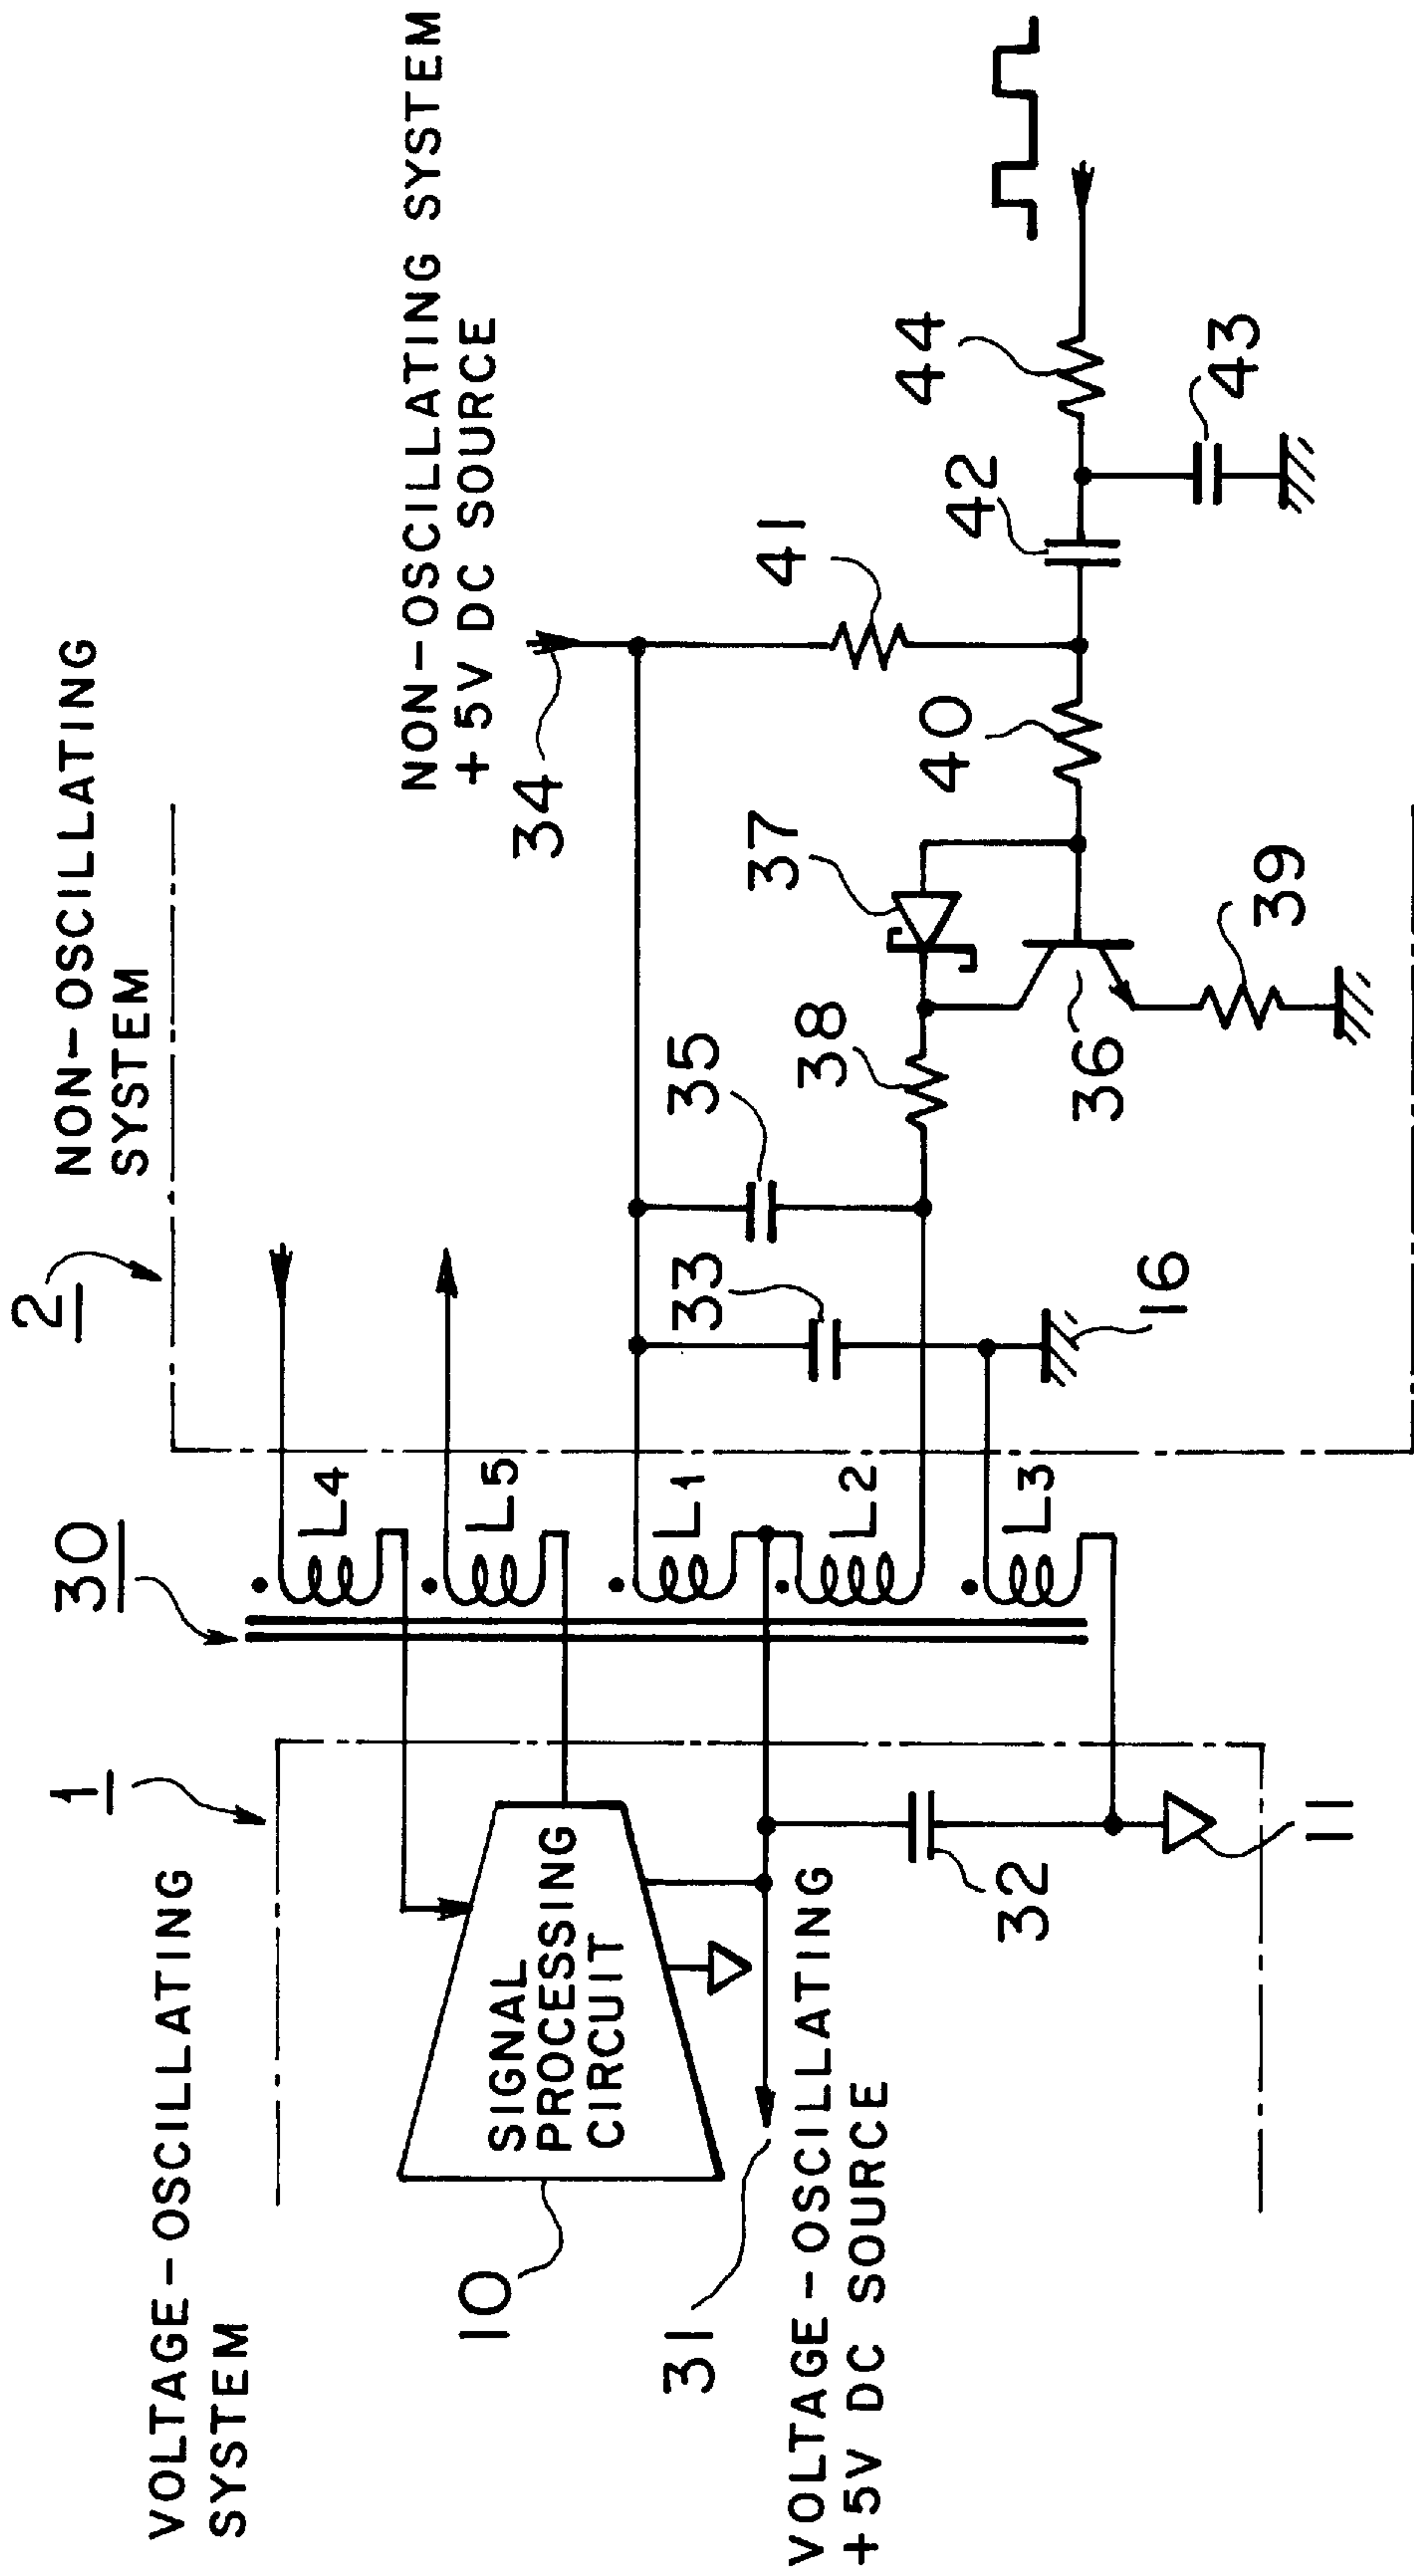 VOLTAGE-OSCILLATING
SYSTEM
1
30
2
NON-OSCILLATING
SYSTEM
NON-OSCILLATING SYSTEM
+5V DC SOURCE
34
SIGNAL
PROCESSING
CIRCUIT
10
31
VOLTAGE-OSCILLATING
+5V DC SOURCE
32
11
L4
L5
L1
L2
L3
33
35
16
38
37
36
39
40
41
42
44
43